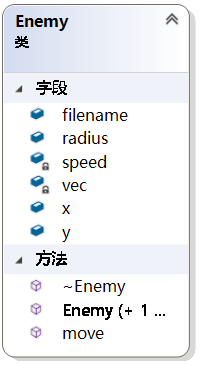 Enemy
类
字段
filename
radius
speed
vec
x
y
方法
~Enemy
Enemy (+ 1 ...
move